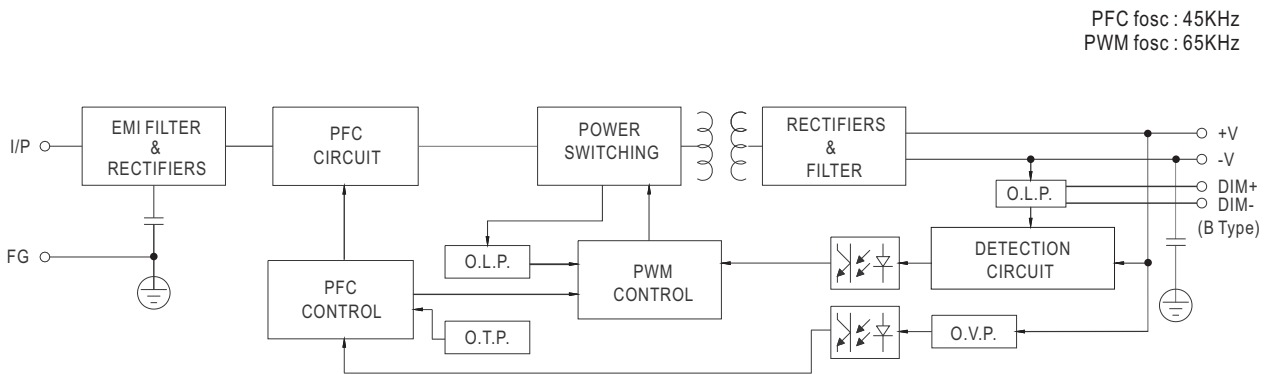 PFC fosc : 45KHz
PWM fosc : 65KHz
I/P
EMI FILTER
&
RECTIFIERS
PFC
CIRCUIT
POWER
SWITCHING
RECTIFIERS
&
FILTER
+V
-V
DIM+
DIM-
(B Type)
O.L.P.
FG
O.L.P.
PFC
CONTROL
PWM
CONTROL
DETECTION
CIRCUIT
O.T.P.
O.V.P.